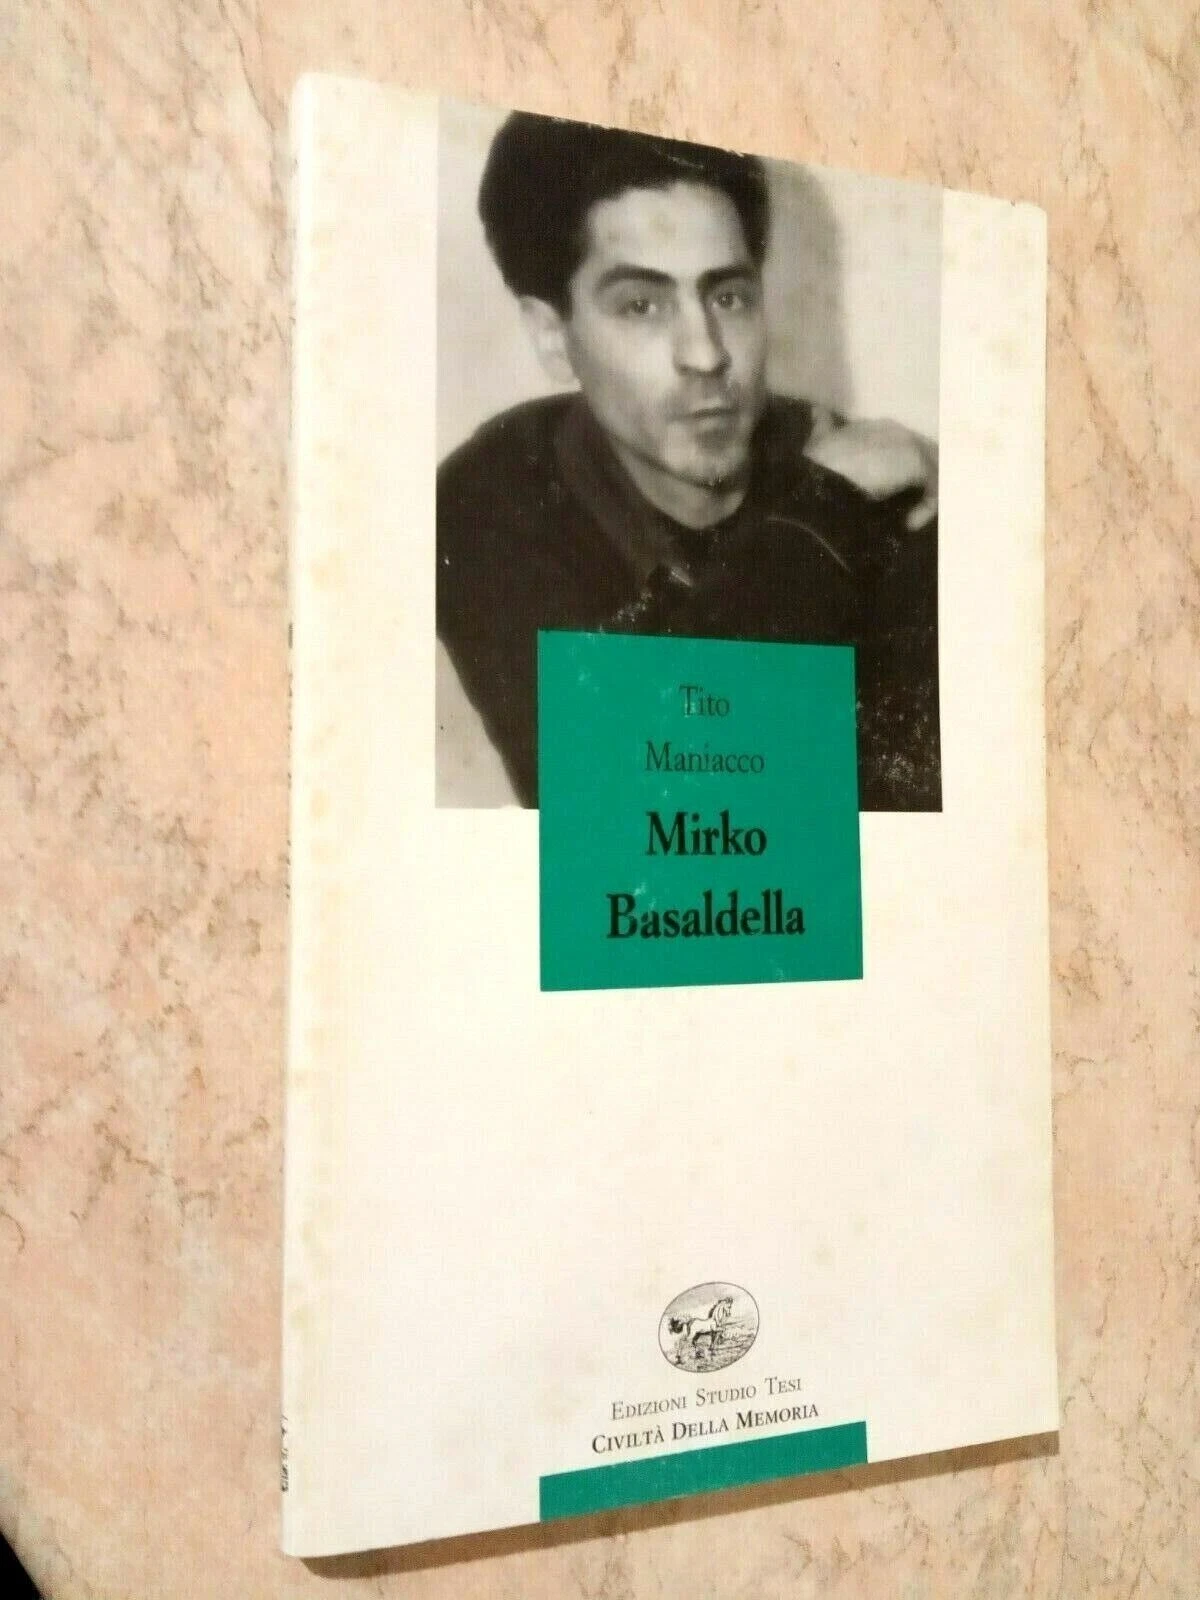 Tito
Maniacco
Mirko
Basaldella
Edizioni Studio Tesi
Civiltà Della Memoria